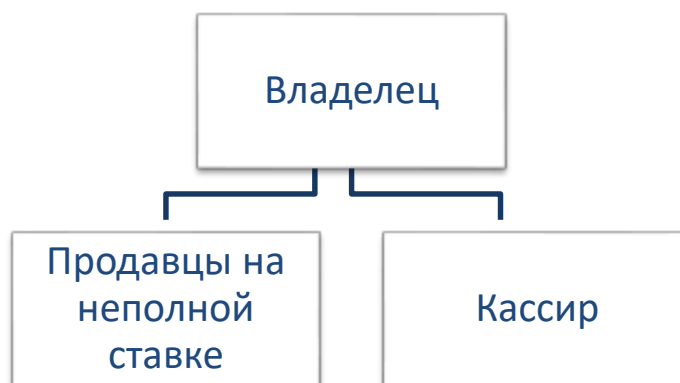 Владелец
Продавцы на
неполной
ставке
Кассир